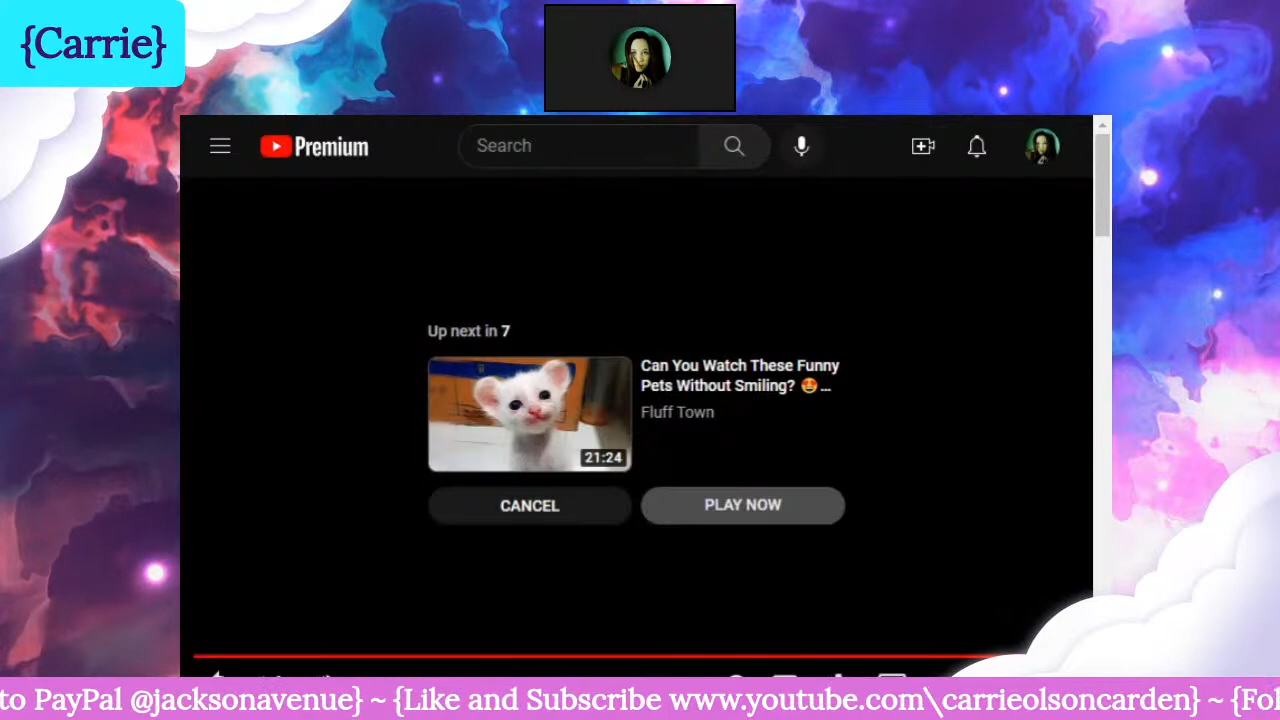 {Carrie}
Premium
Search
Up next in 7
Can You Watch These Funny
Pets Without Smiling? 😍...
Fluff Town
21:24
CANCEL
PLAY NOW
to PayPal @jacksonavenue} ~ {Like and Subscribe www.youtube.com\carrieolsoncarden} ~ {Fol